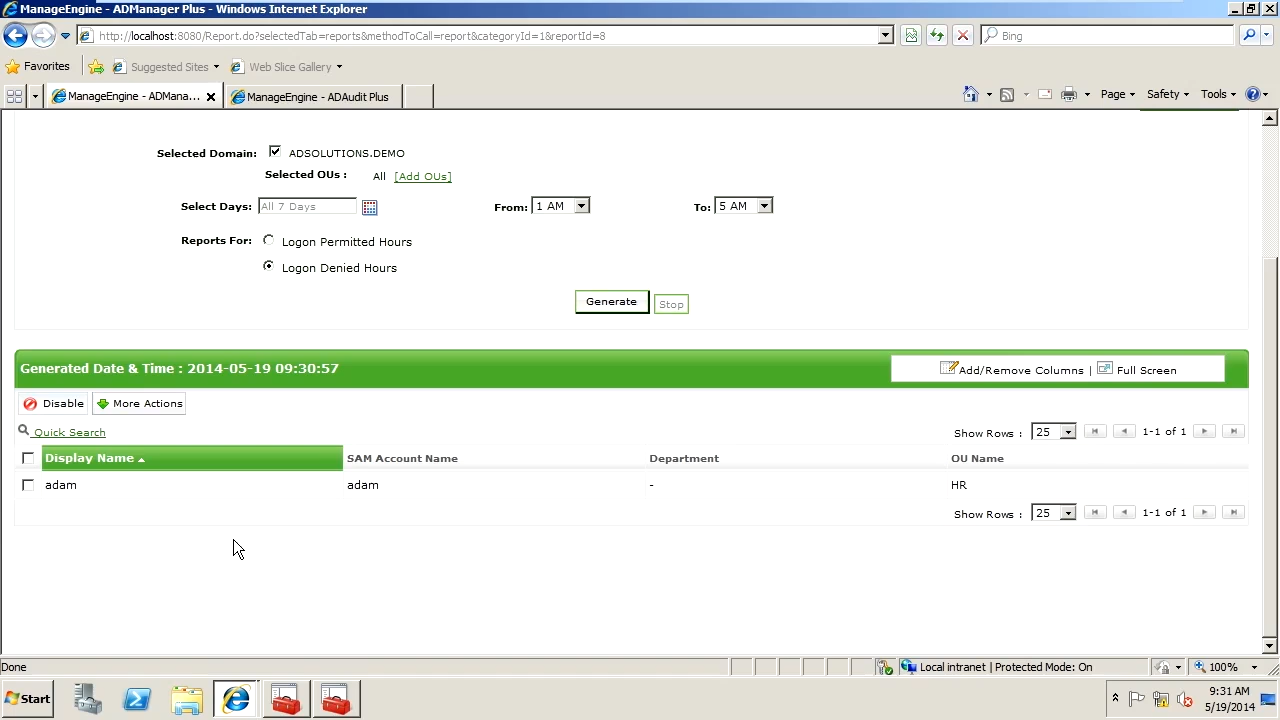 ManageEngine - ADManager Plus - Windows Internet Explorer
http://localhost:8080/Report.do?selectedTab=reports&methodToCall=report&categoryId=1&reportId=8
Bing
Favorites
Suggested Sites
Web Slice Gallery
ManageEngine - ADMana...
ManageEngine - ADAudit Plus
Page
Safety
Tools
Selected Domain: ADSOLUTIONS.DEMO
Selected OUs : All [Add OUs]
Select Days: All 7 Days From: 1 AM To: 5 AM
Reports For: Logon Permitted Hours
Logon Denied Hours
Generate Stop
Generated Date & Time : 2014-05-19 09:30:57
Add/Remove Columns | Full Screen
Disable More Actions
Quick Search
Show Rows : 25 1-1 of 1
Display Name SAM Account Name Department OU Name
adam adam - HR
Show Rows : 25 1-1 of 1
Done
Local intranet | Protected Mode: On
100%
Start
9:31 AM
5/19/2014